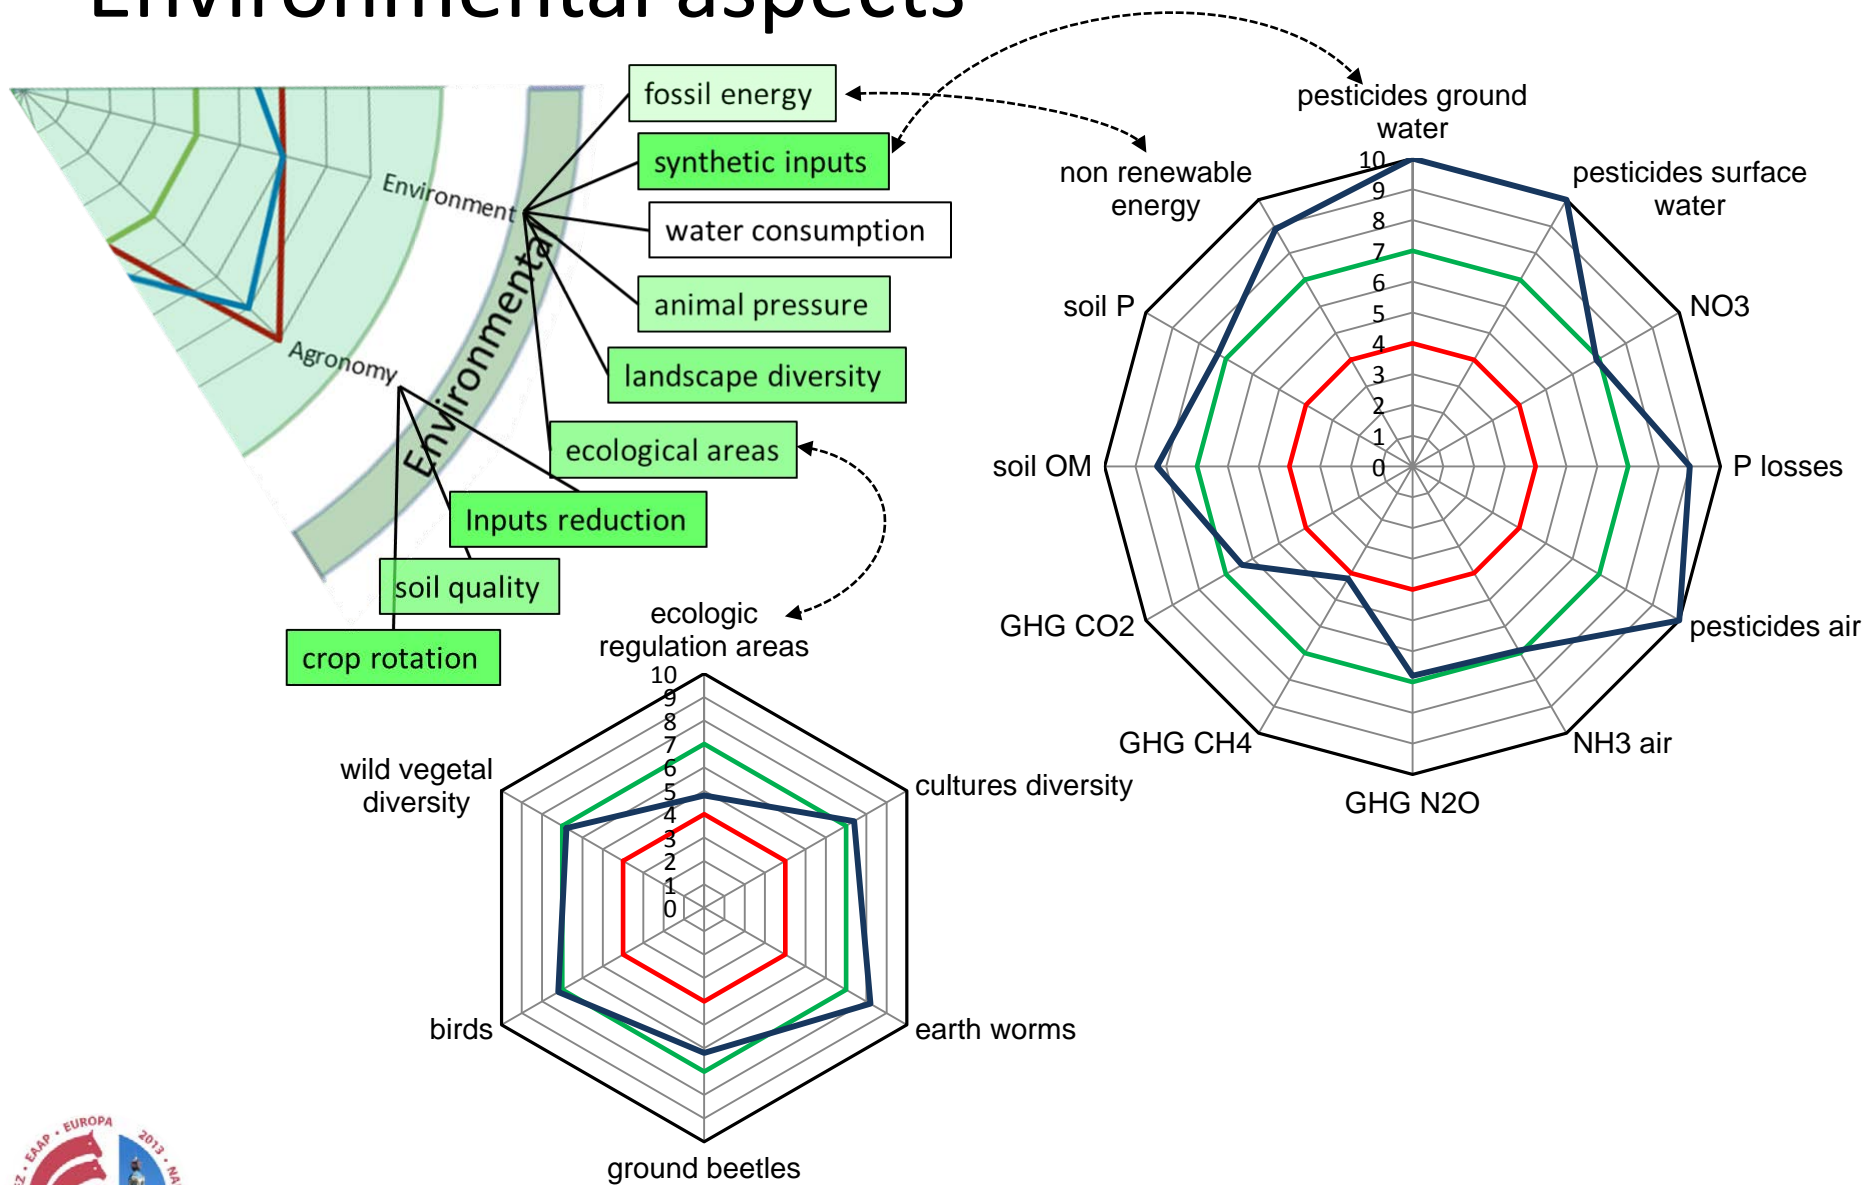 Environmental aspects
fossil energy
synthetic inputs
water consumption
animal pressure
landscape diversity
ecological areas
Inputs reduction
soil quality
crop rotation
Environment
Agronomy
Environmental
pesticides ground
water
pesticides surface
water
NO3
P losses
pesticides air
NH3 air
GHG N2O
GHG CH4
GHG CO2
soil OM
soil P
non renewable
energy
10
9
8
7
6
5
4
3
2
1
0
ecologic
regulation areas
cultures diversity
earth worms
ground beetles
birds
wild vegetal
diversity
10
9
8
7
6
5
4
3
2
1
0
EAAP • EUROPA
2013